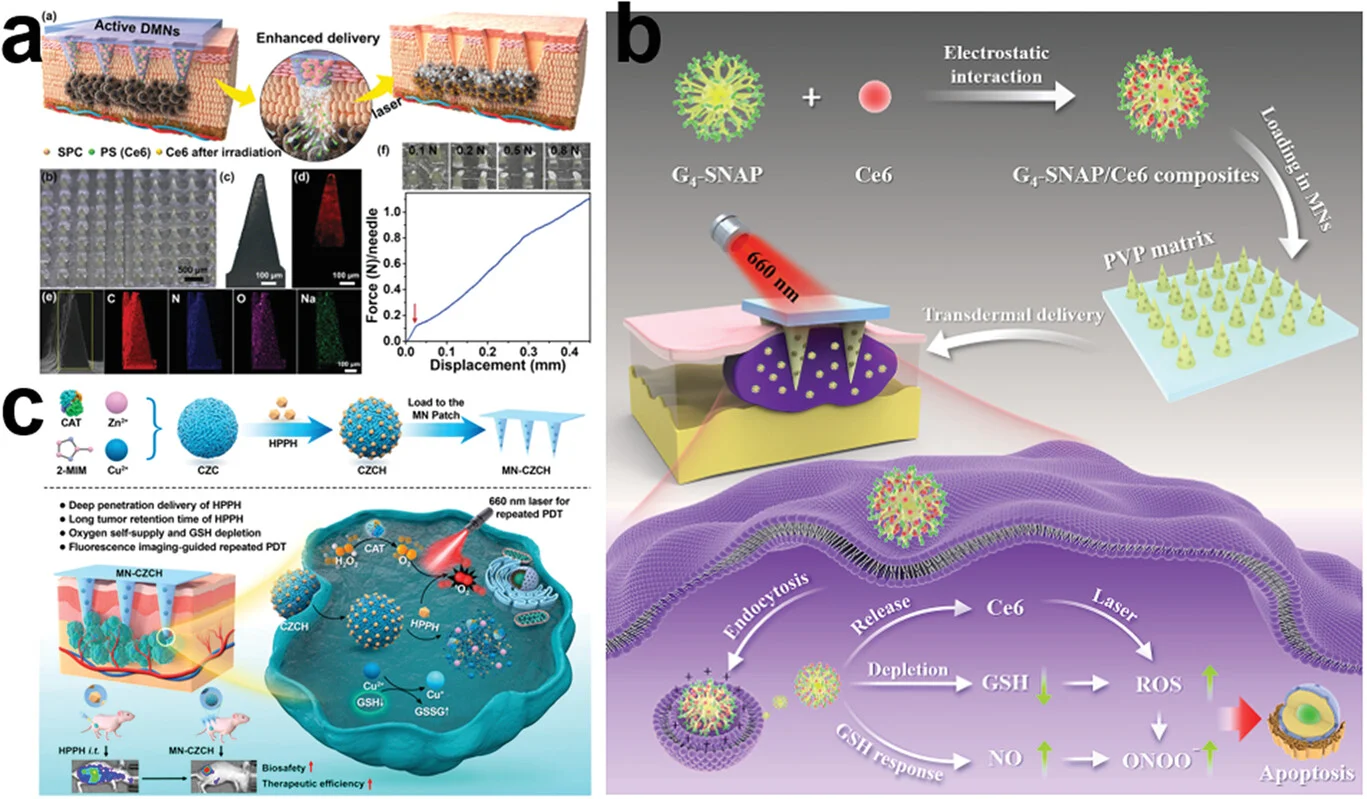 a
(a)
Active DMNs
Enhanced delivery
laser
SPC
PS (Ce6)
Ce6 after irradiation
(b)
500 μm
(c)
100 μm
(d)
100 μm
(e)
C
N
O
Na
100 μm
(f)
0.1 N
0.2 N
0.5 N
0.8 N
Force (N)/needle
1.0
0.8
0.6
0.4
0.2
0.0
0.0
0.1
0.2
0.3
0.4
Displacement (mm)
b
G4-SNAP
+
Ce6
Electrostatic
interaction
G4-SNAP/Ce6 composites
Loading in MNs
PVP matrix
660 nm
Transdermal delivery
Endocytosis
Release
Ce6
Laser
Depletion
GSH
ROS
GSH response
NO
ONOO⁻
Apoptosis
c
CAT
Zn²⁺
2-MIM
Cu²⁺
CZC
HPPH
CZCH
Load to the
MN Patch
MN-CZCH
● Deep penetration delivery of HPPH
● Long tumor retention time of HPPH
● Oxygen self-supply and GSH depletion
● Fluorescence imaging-guided repeated PDT
660 nm laser for
repeated PDT
MN-CZCH
CZCH
CAT
H₂O₂
O₂
¹O₂
HPPH
Cu²⁺
Cu⁺
GSH↓
GSSG↑
HPPH i.t. ↓
MN-CZCH ↓
Biosafety ↑
Therapeutic efficiency ↑